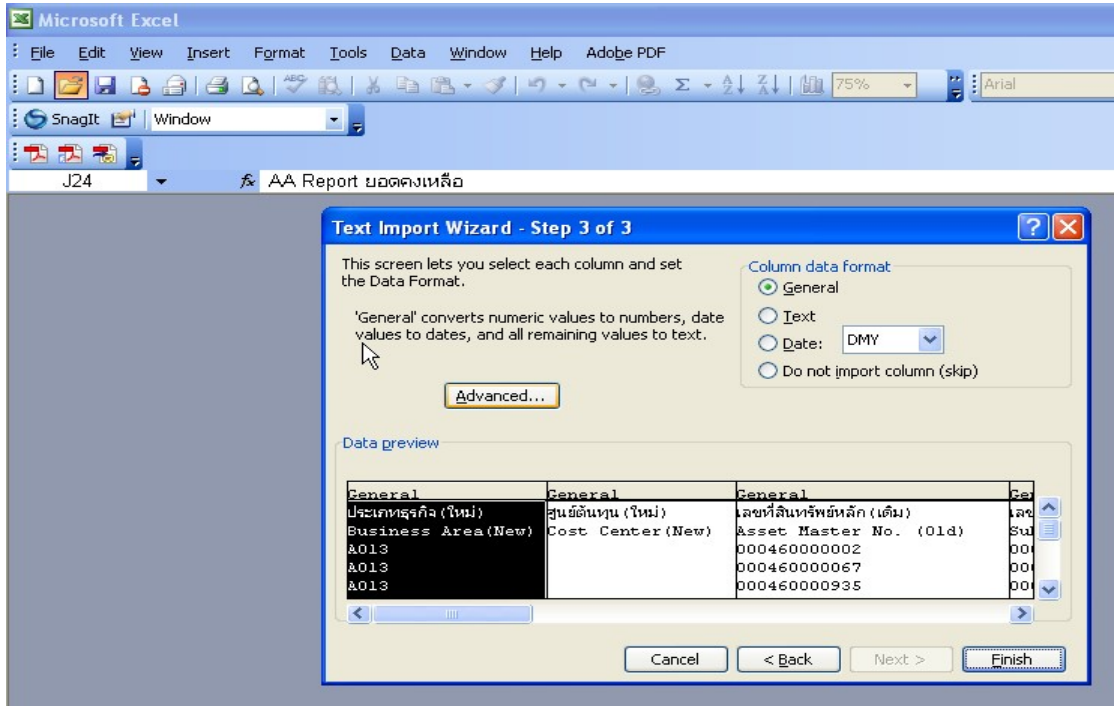 Microsoft Excel
File Edit View Insert Format Tools Data Window Help Adobe PDF
75% Arial
SnagIt Window
J24 fx AA Report ยอดคงเหลือ
Text Import Wizard - Step 3 of 3
This screen lets you select each column and set
the Data Format.
'General' converts numeric values to numbers, date
values to dates, and all remaining values to text.
Advanced...
Column data format
General
Text
Date: DMY
Do not import column (skip)
Data preview
General General General
ประเภทธุรกิจ (ใหม่) ศูนย์ต้นทุน (ใหม่) เลขที่สินทรัพย์หลัก (เดิม) เลข
Business Area(New) Cost Center(New) Asset Master No. (Old)
A013 000460000002
A013 000460000067
A013 000460000935
Cancel < Back Next > Finish